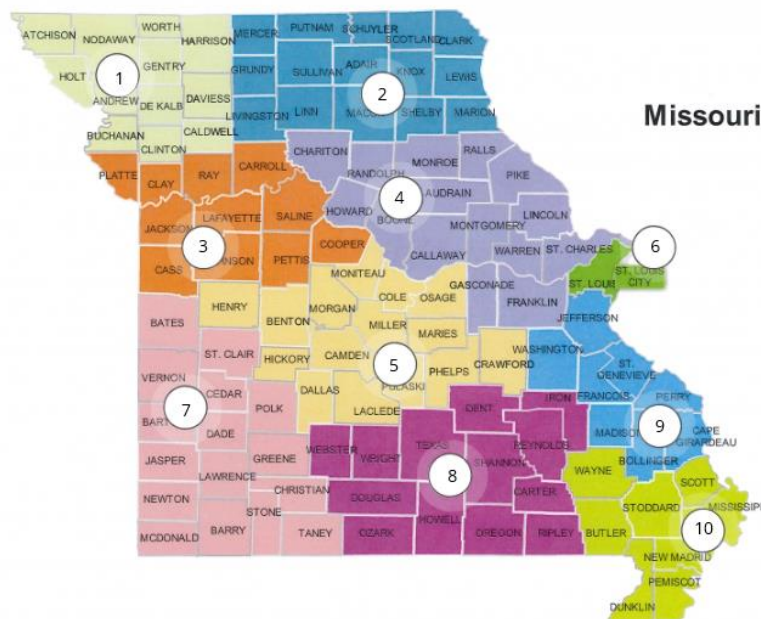 Missouri
ATCHISON
NODAWAY
WORTH
HARRISON
HOLT
GENTRY
1
ANDREW
DE KALB
DAVIESS
BUCHANAN
CLINTON
CALDWELL
MERCER
PUTNAM
SCHUYLER
SCOTLAND
CLARK
GRUNDY
SULLIVAN
ADAIR
KNOX
LEWIS
2
LIVINGSTON
LINN
SHELBY
MARION
PLATTE
CLAY
RAY
CARROLL
JACKSON
LAFAYETTE
SALINE
3
CASS
PETTIS
COOPER
CHARITON
RANDOLPH
MONROE
RALLS
PIKE
4
AUDRAIN
HOWARD
MONTGOMERY
LINCOLN
CALLAWAY
WARREN
ST. CHARLES
GASCONADE
FRANKLIN
6
ST. LOUIS
CITY
MONITEAU
COLE
OSAGE
HENRY
BENTON
MORGAN
MILLER
MARIES
HICKORY
CAMDEN
5
PHELPS
CRAWFORD
DALLAS
LACLEDE
BATES
ST. CLAIR
VERNON
CEDAR
7
POLK
DADE
JASPER
GREENE
LAWRENCE
NEWTON
CHRISTIAN
STONE
MCDONALD
BARRY
TANEY
DENT
WEBSTER
WRIGHT
TEXAS
SHANNON
REYNOLDS
IRON
8
DOUGLAS
CARTER
OZARK
HOWELL
OREGON
RIPLEY
JEFFERSON
WASHINGTON
ST.
GENEVIEVE
FRANCOIS
PERRY
9
CAPE
GIRARDEAU
BOLLINGER
WAYNE
SCOTT
STODDARD
BUTLER
10
NEW MADRID
PEMISCOT
DUNKLIN